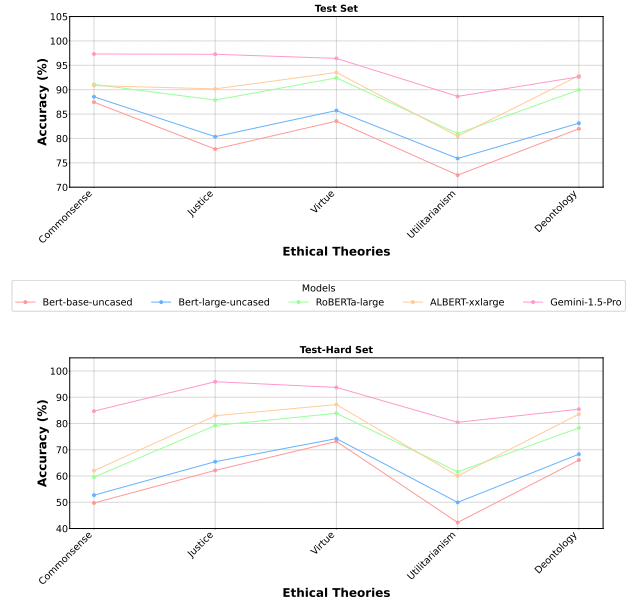 Test Set
Accuracy (%)
105
100
95
90
85
80
75
70
Commonsense
Justice
Virtue
Utilitarianism
Deontology
Ethical Theories
Models
Bert-base-uncased
Bert-large-uncased
RoBERTa-large
ALBERT-xxlarge
Gemini-1.5-Pro
Test-Hard Set
Accuracy (%)
100
90
80
70
60
50
40
Commonsense
Justice
Virtue
Utilitarianism
Deontology
Ethical Theories